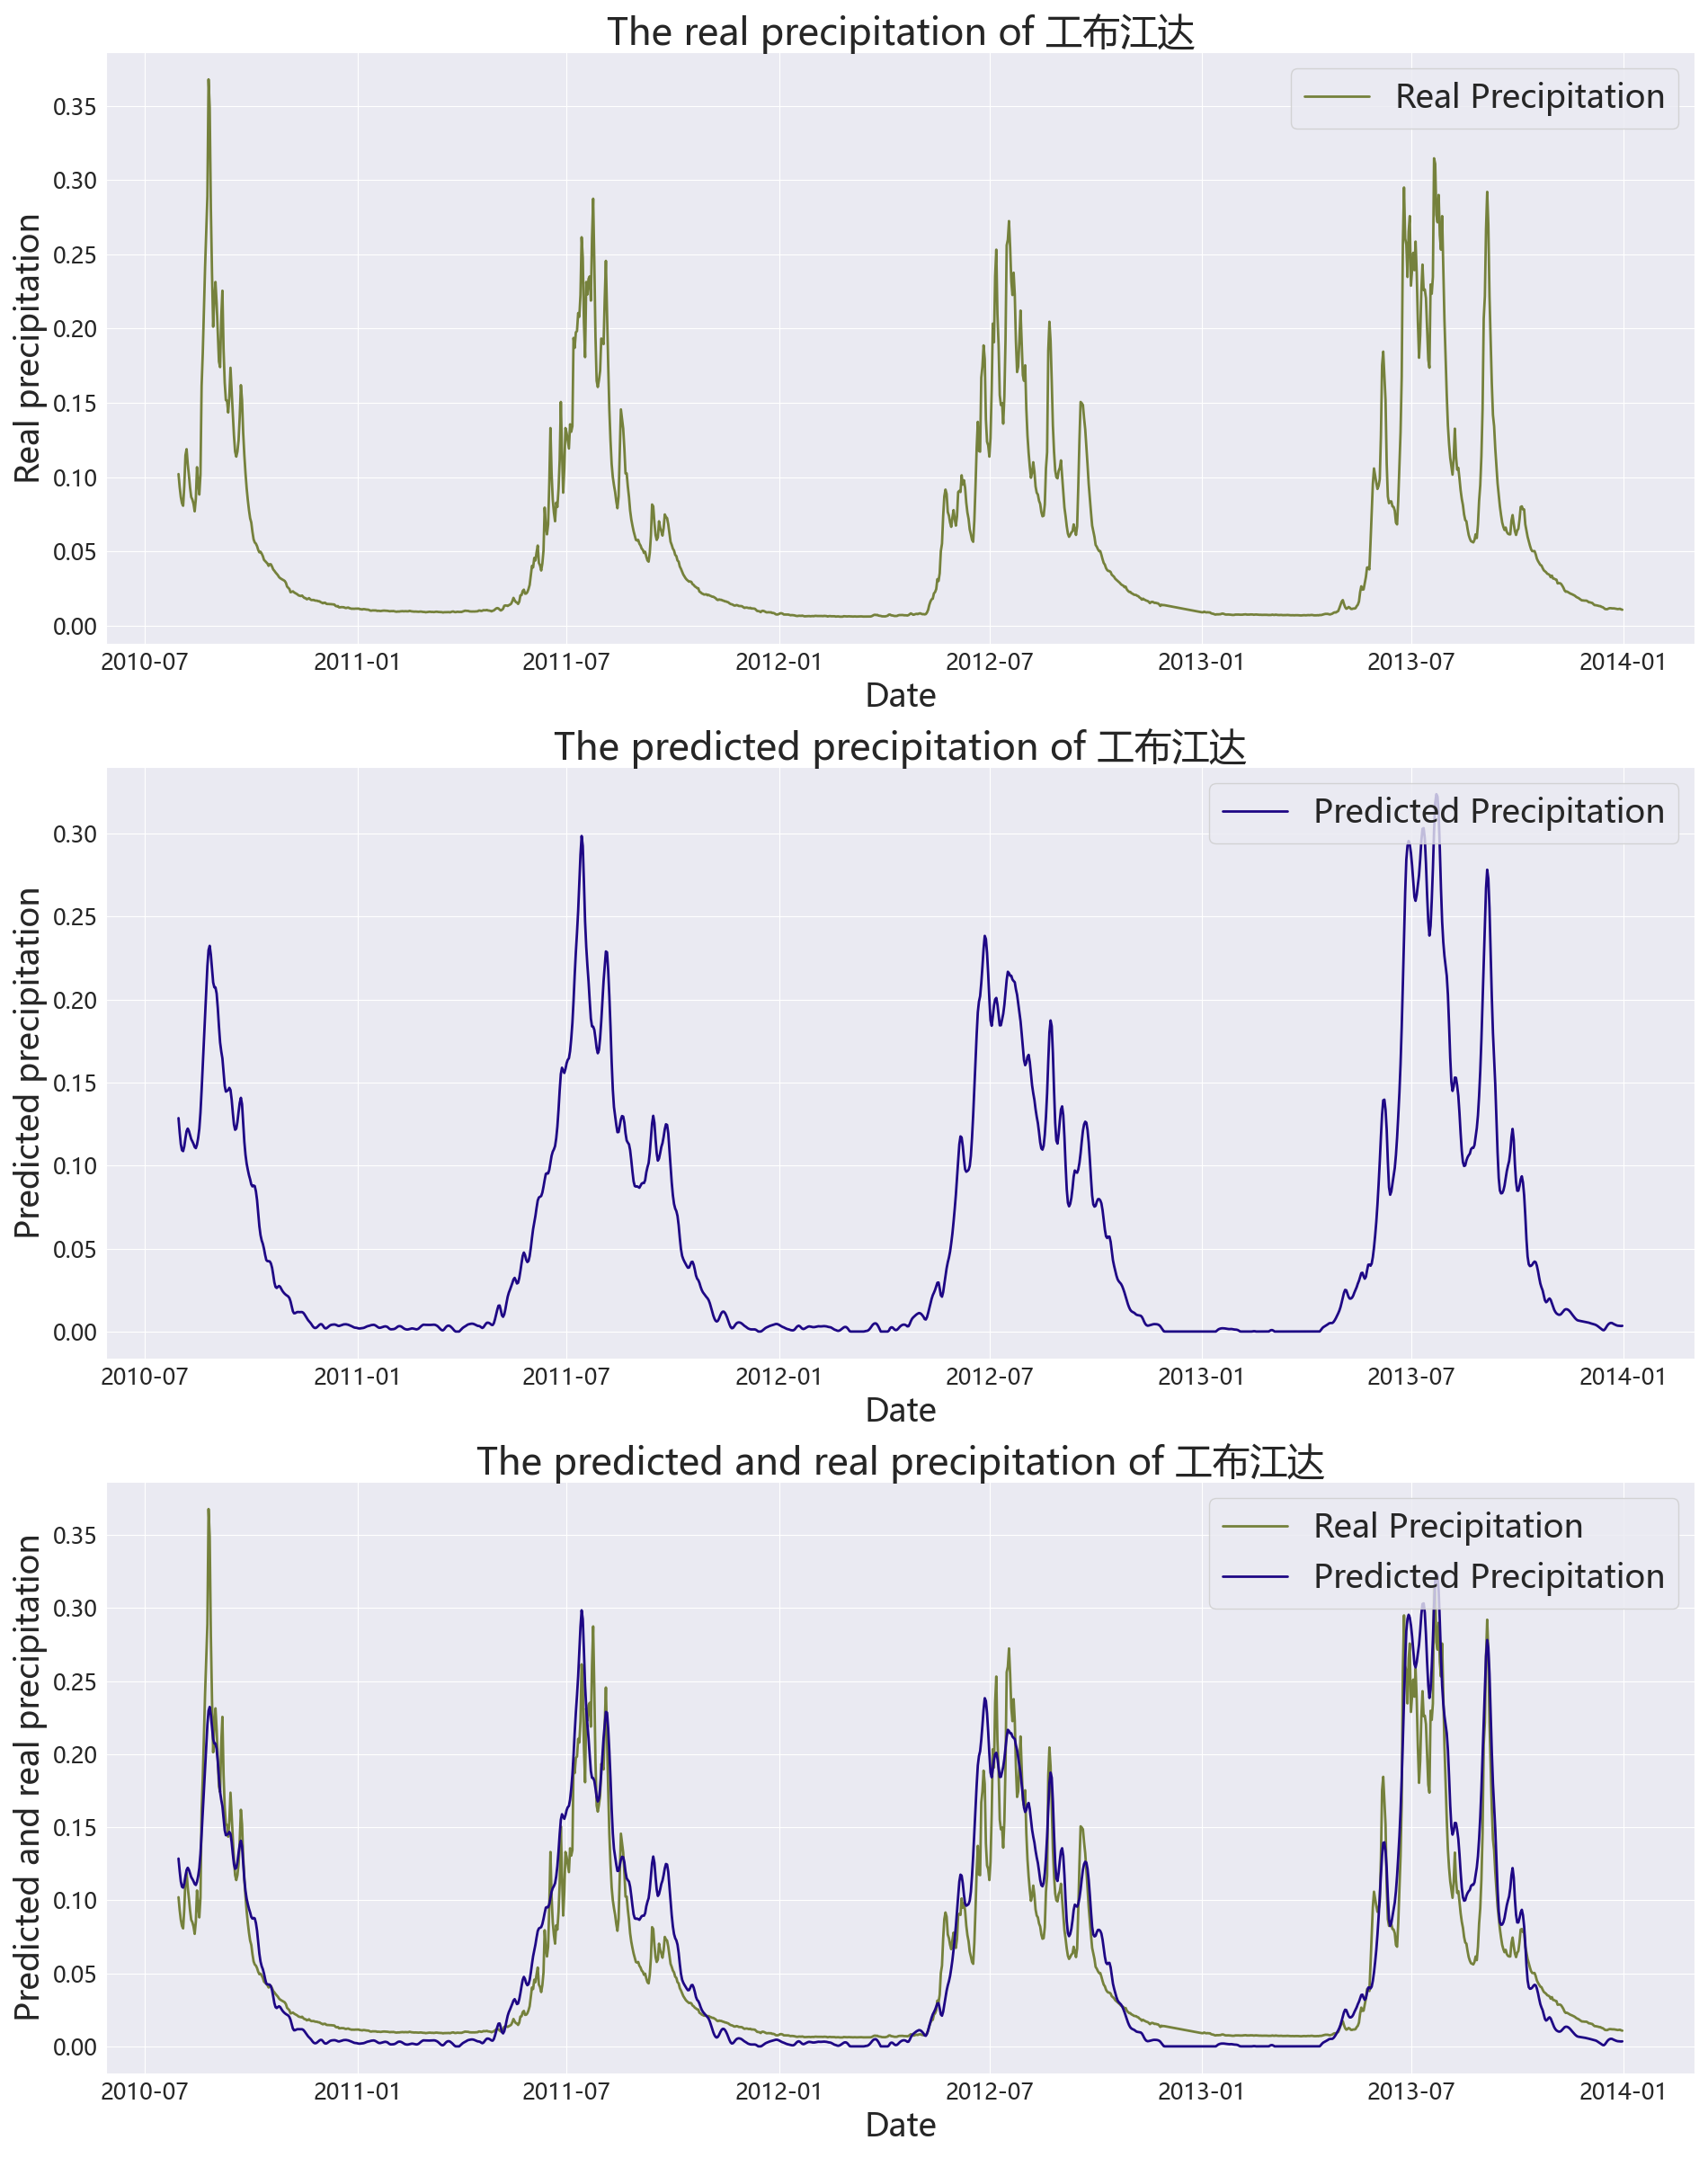 The real precipitation of 工布江达
Real Precipitation
Real precipitation
0.35
0.30
0.25
0.20
0.15
0.10
0.05
0.00
2010-07 2011-01 2011-07 2012-01 2012-07 2013-01 2013-07 2014-01
Date
The predicted precipitation of 工布江达
Predicted Precipitation
Predicted precipitation
0.30
0.25
0.20
0.15
0.10
0.05
0.00
2010-07 2011-01 2011-07 2012-01 2012-07 2013-01 2013-07 2014-01
Date
The predicted and real precipitation of 工布江达
Real Precipitation
Predicted Precipitation
Predicted and real precipitation
0.35
0.30
0.25
0.20
0.15
0.10
0.05
0.00
2010-07 2011-01 2011-07 2012-01 2012-07 2013-01 2013-07 2014-01
Date